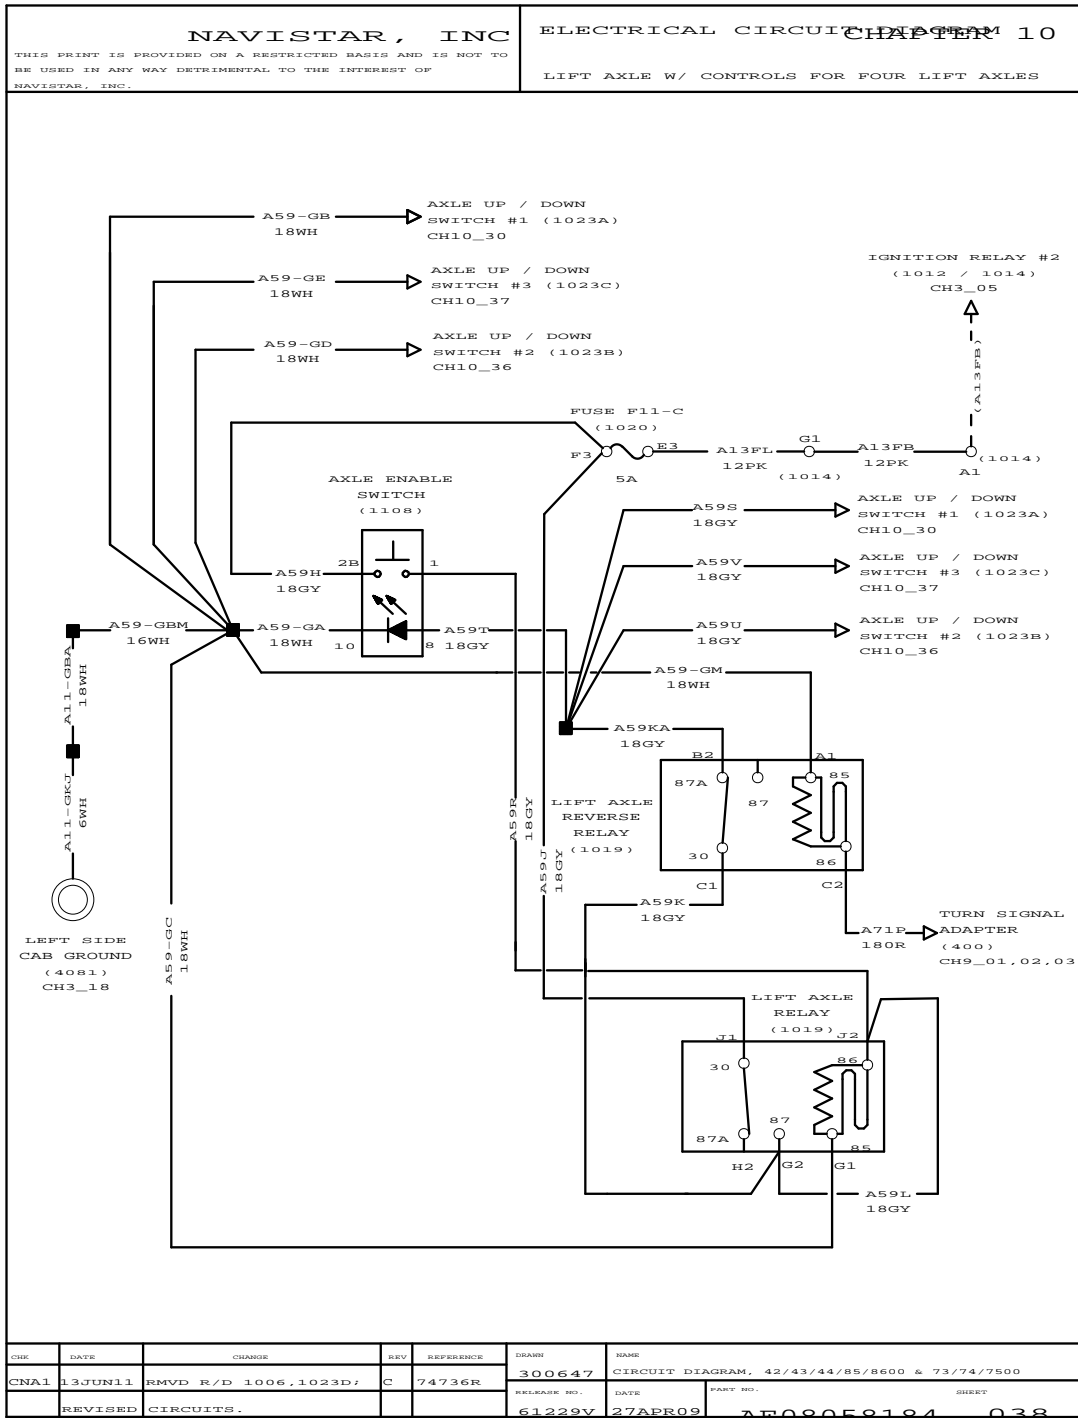 NAVISTAR, INC
THIS PRINT IS PROVIDED ON A RESTRICTED BASIS AND IS NOT TO
BE USED IN ANY WAY DETRIMENTAL TO THE INTEREST OF
NAVISTAR, INC.
ELECTRICAL CIRCUIT DIAGRAM
CHAPTER 10
LIFT AXLE W/ CONTROLS FOR FOUR LIFT AXLES
A59-GB
18WH
AXLE UP / DOWN
SWITCH #1 (1023A)
CH10_30
A59-GE
18WH
AXLE UP / DOWN
SWITCH #3 (1023C)
CH10_37
A59-GD
18WH
AXLE UP / DOWN
SWITCH #2 (1023B)
CH10_36
IGNITION RELAY #2
(1012 / 1014)
CH3_05
(A13FB)
FUSE F11-C
(1020)
F3
E3
5A
A13FL
12PK
G1
(1014)
A13FB
12PK
(1014)
A1
AXLE ENABLE
SWITCH
(1108)
2B
1
A59H
18GY
A59S
18GY
AXLE UP / DOWN
SWITCH #1 (1023A)
CH10_30
A59V
18GY
AXLE UP / DOWN
SWITCH #3 (1023C)
CH10_37
A59U
18GY
AXLE UP / DOWN
SWITCH #2 (1023B)
CH10_36
A59-GBM
16WH
A59-GA
18WH
10
8
A59T
18GY
A59-GM
18WH
A11-GBA
18WH
A11-GKJ
6WH
LEFT SIDE
CAB GROUND
(4081)
CH3_18
A59-GC
18WH
A59R
18GY
A59J
18GY
A59KA
18GY
B2
A1
87A
87
85
LIFT AXLE
REVERSE
RELAY
(1019)
30
86
C1
C2
A59K
18GY
A71P
18OR
TURN SIGNAL
ADAPTER
(400)
CH9_01,02,03
LIFT AXLE
RELAY
(1019)
J1
J2
30
86
87
87A
85
H2
G2
G1
A59L
18GY
CHK DATE CHANGE REV REFERENCE
CNA1 13JUN11 RMVD R/D 1006,1023D; C 74736R
REVISED CIRCUITS.
DRAWN
300647
NAME
CIRCUIT DIAGRAM, 42/43/44/85/8600 & 73/74/7500
RELEASE NO.
61229V
DATE
27APR09
PART NO.
AE08058184
SHEET
038